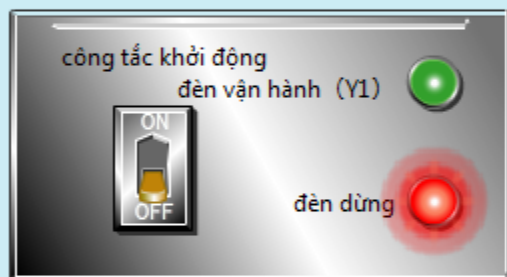 công tắc khởi động
đèn vận hành（Y1）
ON
OFF
đèn dừng